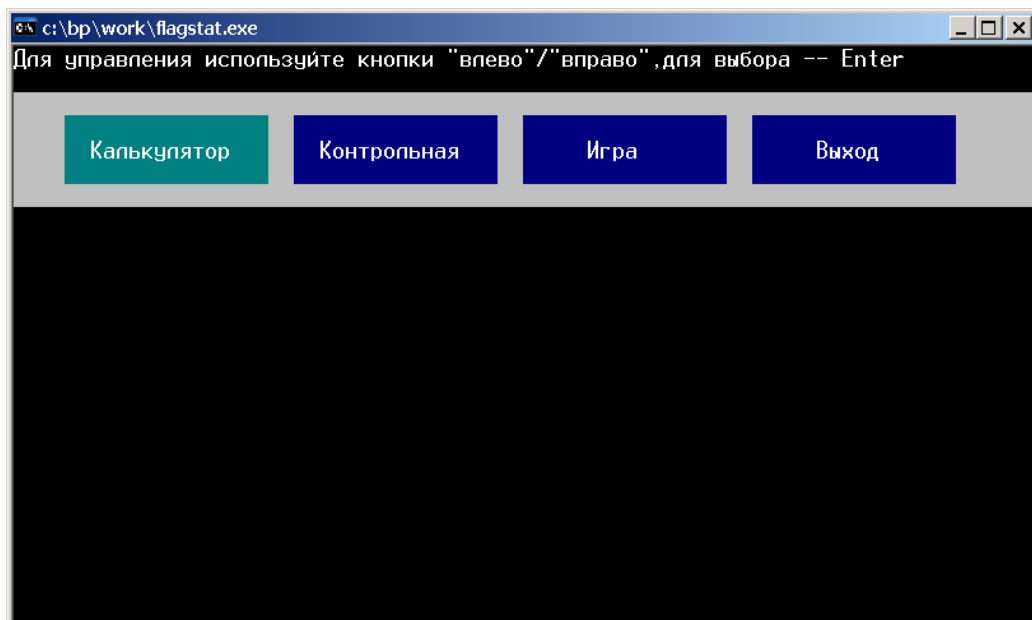 c:\bp\work\flagstat.exe
Для управления используйте кнопки "влево"/"вправо",для выбора -- Enter
Калькулятор Контрольная Игра Выход